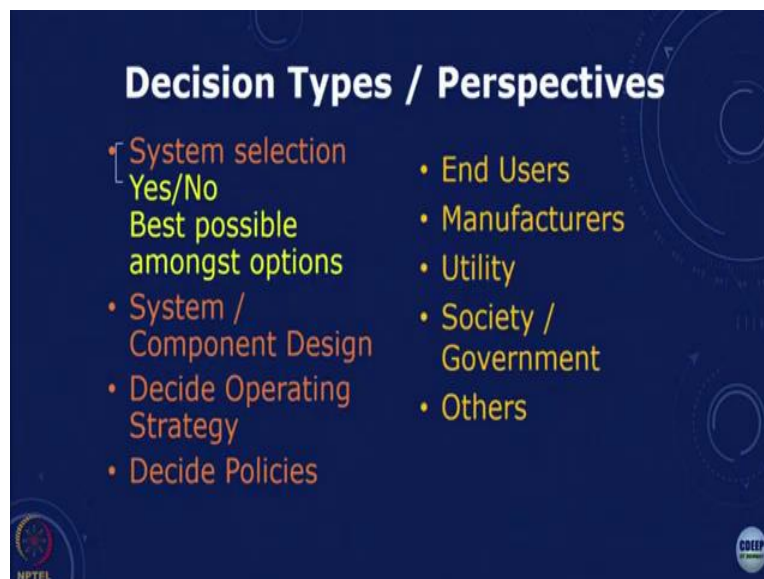 Decision Types / Perspectives
• System selection
Yes/No
Best possible
amongst options
• System /
Component Design
• Decide Operating
Strategy
• Decide Policies
• End Users
• Manufacturers
• Utility
• Society /
Government
• Others
NPTEL
CDEEP